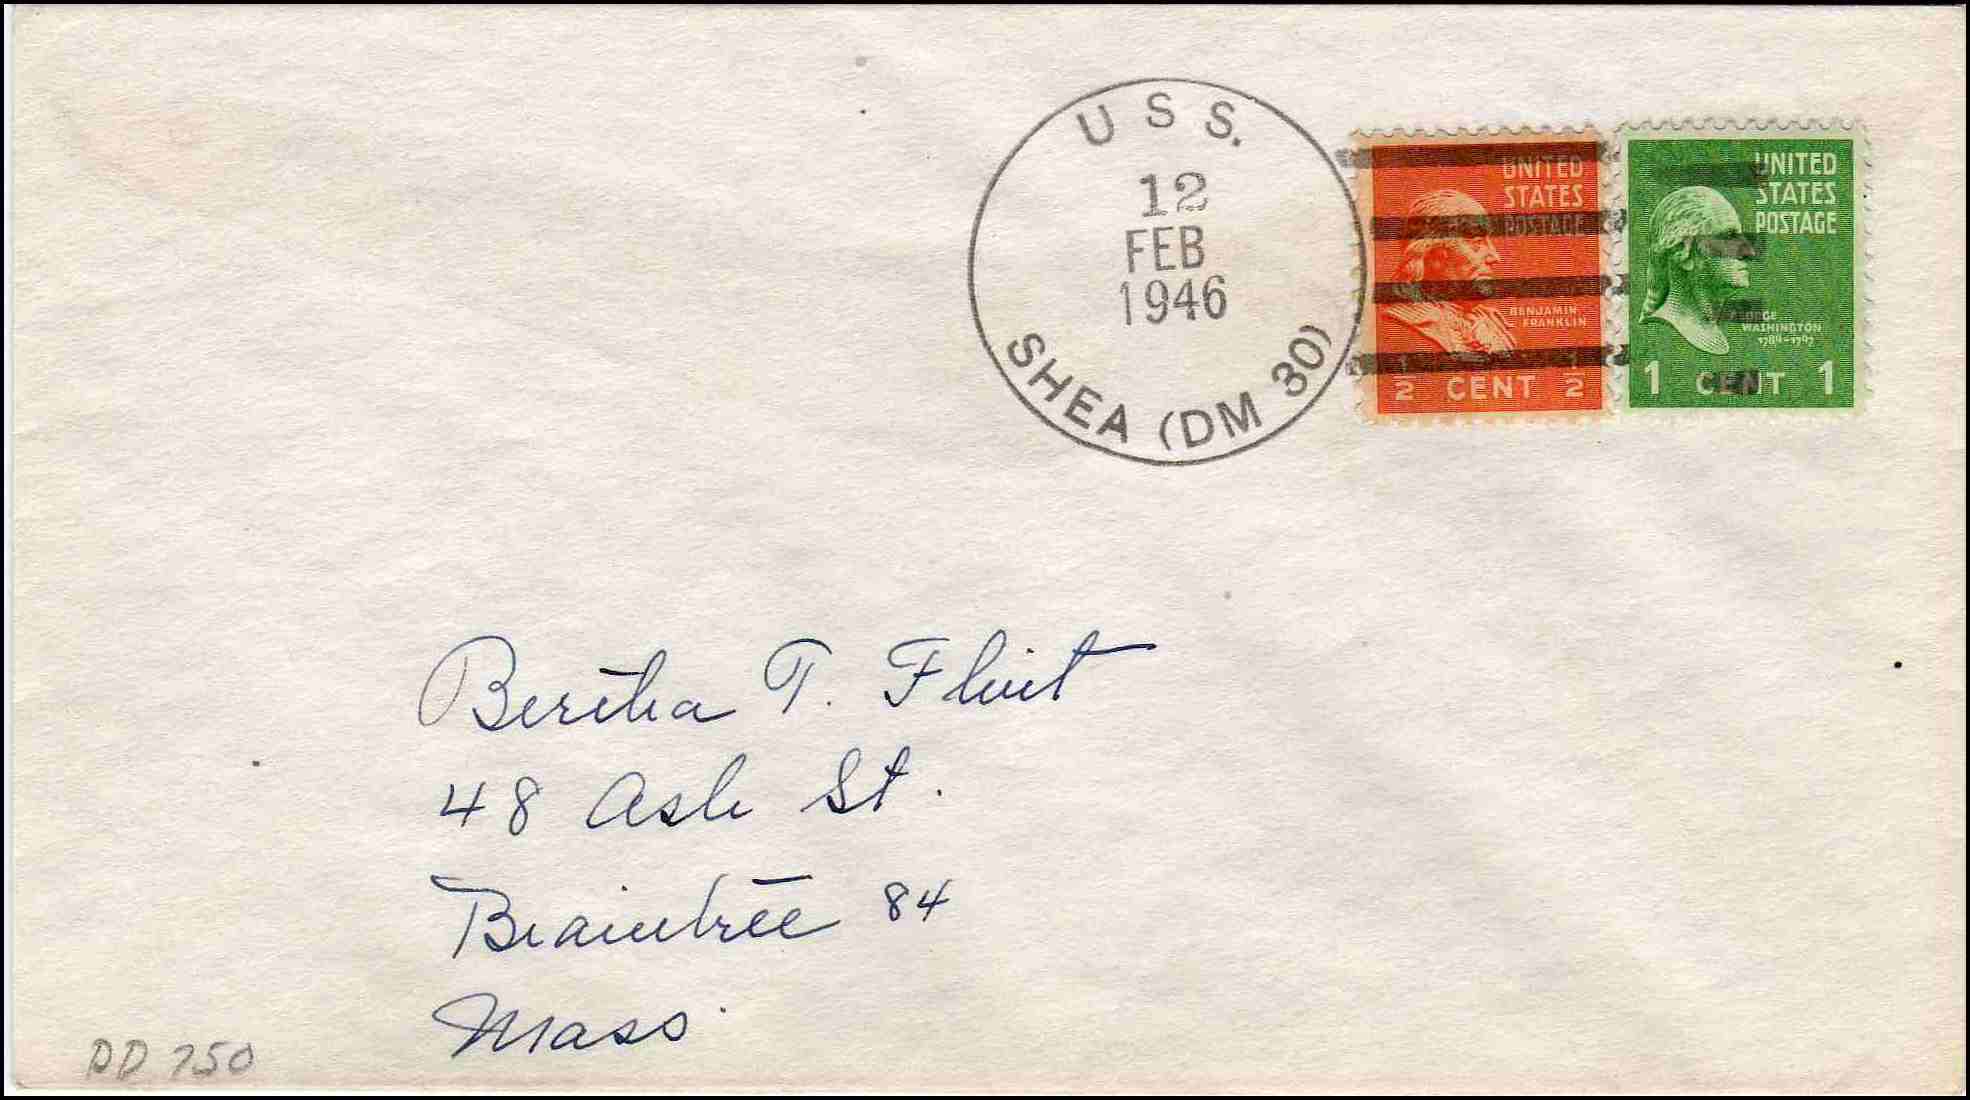 U S S.
12
FEB
1946
SHEA (DM 30)
UNITED
STATES
POSTAGE
BENJAMIN
FRANKLIN
1/2 CENT 1/2
UNITED
STATES
POSTAGE
GEORGE
WASHINGTON
1789-1797
1 CENT 1
Bertha T. Flint
48 Ash St.
Braintree 84
Mass.
DD 750